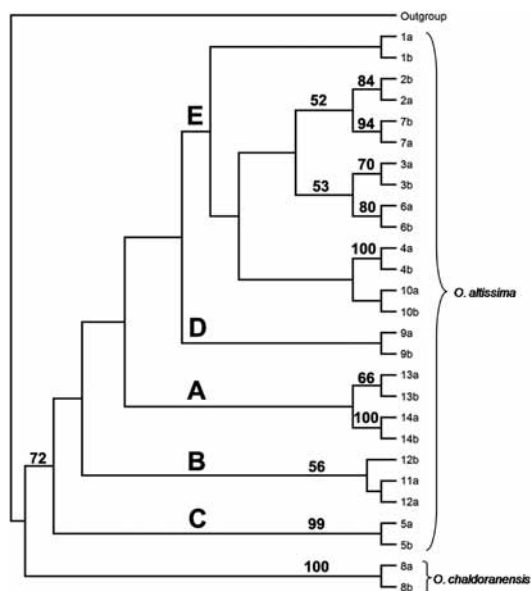 Outgroup
1a
1b
E
84
2b
2a
52
94
7b
7a
70
3a
3b
53
80
6a
6b
100
4a
4b
10a
10b
O. altissima
D
9a
9b
A
66
13a
13b
100
14a
14b
72
B
56
12b
11a
12a
C
99
5a
5b
100
8a
8b
O. chaldoranensis